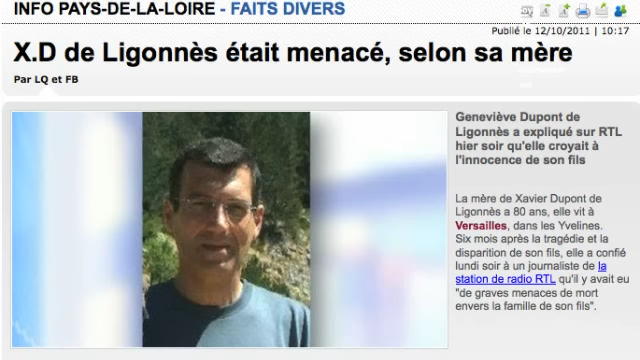 INFO PAYS-DE-LA-LOIRE - FAITS DIVERS
Publié le 12/10/2011 | 10:17
X.D de Ligonnès était menacé, selon sa mère
Par LQ et FB
Geneviève Dupont de
Ligonnès a expliqué sur RTL
hier soir qu'elle croyait à
l'innocence de son fils
La mère de Xavier Dupont de
Ligonnès a 80 ans, elle vit à
Versailles, dans les Yvelines.
Six mois après la tragédie et la
disparition de son fils, elle a confié
lundi soir à un journaliste de la
station de radio RTL qu'il y avait eu
"de graves menaces de mort
envers la famille de son fils".